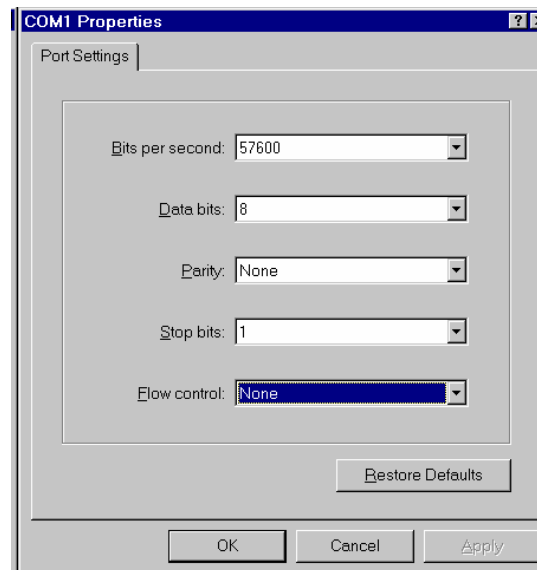 COM1 Properties
Port Settings
Bits per second: 57600
Data bits: 8
Parity: None
Stop bits: 1
Flow control: None
Restore Defaults
OK Cancel Apply